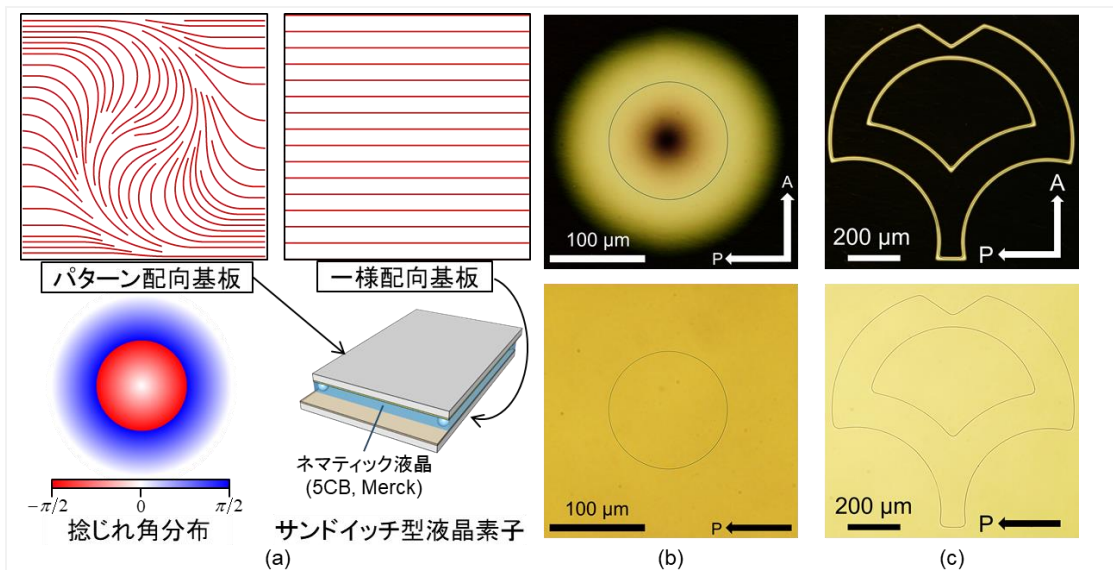 パターン配向基板
一様配向基板
−π/2
0
π/2
捻じれ角分布
ネマティック液晶
(5CB, Merck)
サンドイッチ型液晶素子
(a)
100 µm
A
P
100 µm
P
(b)
200 µm
A
P
200 µm
P
(c)